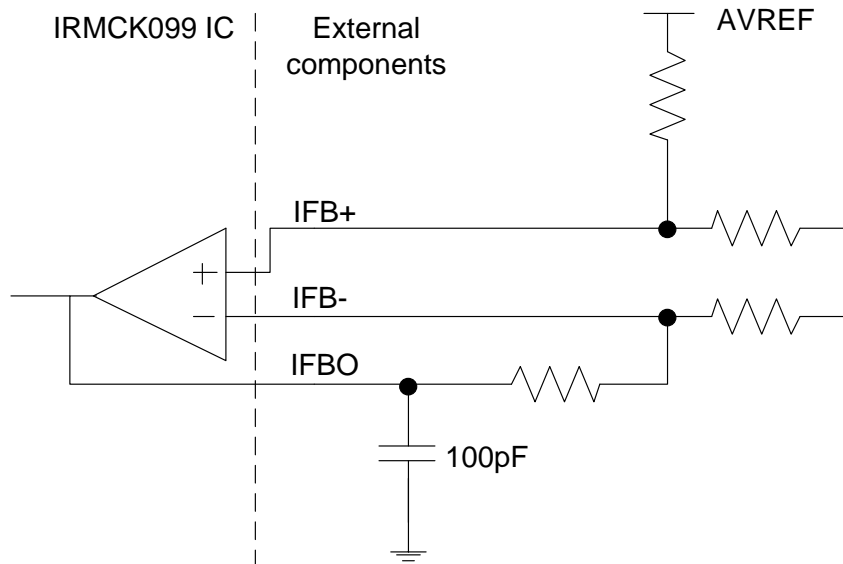 IRMCK099 IC
External
components
AVREF
IFB+
+
IFB-
−
IFBO
100pF